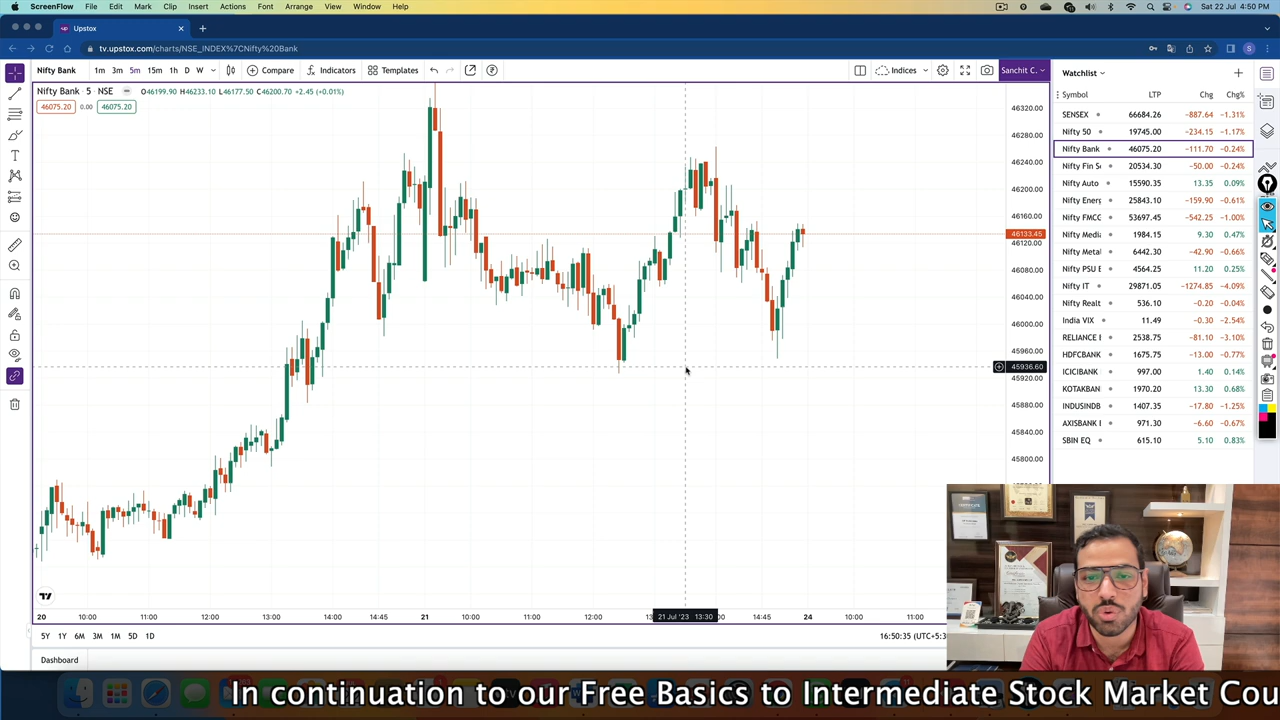 ScreenFlow File Edit Mark Clip Insert Actions Font Arrange View Window Help
Sat 22 Jul 4:50 PM
Upstox
tv.upstox.com/charts/NSE_INDEX%7CNifty%20Bank
Nifty Bank 1m 3m 5m 15m 1h D W Compare Indicators Templates Indices Sanchit C.
Nifty Bank · 5 · NSE O46199.90 H46233.10 L46177.50 C46200.70 +2.45 (+0.01%)
46075.20 0.00 46075.20
46320.00
46280.00
46240.00
46200.00
46160.00
46133.45
46120.00
46080.00
46040.00
46000.00
45960.00
45936.60
45920.00
45880.00
45840.00
45800.00
20 10:00 11:00 12:00 13:00 14:00 14:45 21 10:00 11:00 12:00 21 Jul '23 13:30 14:45 24 10:00 11:00
5Y 1Y 6M 3M 1M 5D 1D
16:50:35 (UTC+5:3
Dashboard
Watchlist
Symbol LTP Chg Chg%
SENSEX 66684.26 −887.64 −1.31%
Nifty 50 19745.00 −234.15 −1.17%
Nifty Bank 46075.20 −111.70 −0.24%
Nifty Fin S 20534.30 −50.00 −0.24%
Nifty Auto 15590.35 13.35 0.09%
Nifty Energ 25843.10 −159.90 −0.61%
Nifty FMCC 53697.45 −542.25 −1.00%
Nifty Media 1984.15 9.30 0.47%
Nifty Metal 6442.30 −42.90 −0.66%
Nifty PSU E 4564.25 11.20 0.25%
Nifty IT 29871.05 −1274.85 −4.09%
Nifty Realt 536.10 −0.20 −0.04%
India VIX 11.49 −0.30 −2.54%
RELIANCE E 2538.75 −81.10 −3.10%
HDFCBANK 1675.75 −13.00 −0.77%
ICICIBANK 997.00 1.40 0.14%
KOTAKBAN 1970.20 13.30 0.68%
INDUSINDB 1407.35 −17.80 −1.25%
AXISBANK E 971.30 −6.60 −0.67%
SBIN EQ 615.10 5.10 0.83%
In continuation to our Free Basics to Intermediate Stock Market Cou